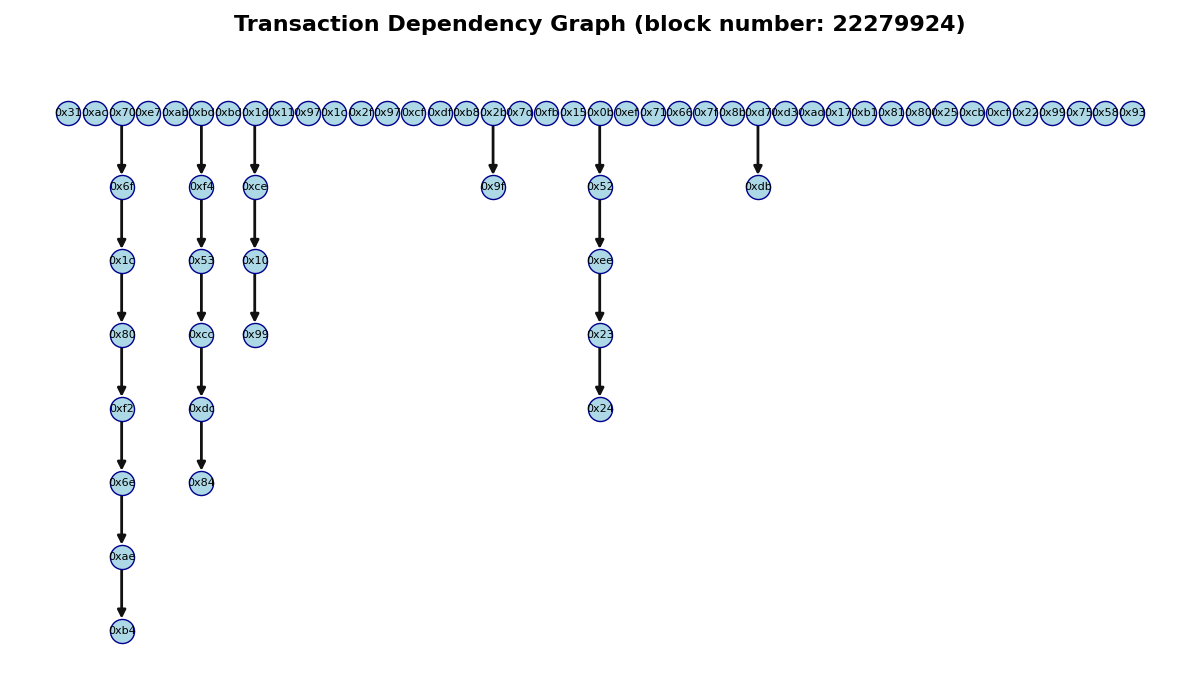 Transaction Dependency Graph (block number: 22279924)
0x31 0xac 0x70 0xe7 0xab 0xbd 0xbd 0x1d 0x11 0x97 0x1c 0x2f 0x97 0xcf 0xdf 0xb8 0x2b 0x7d 0xfb 0x15 0x0b 0xef 0x71 0x66 0x7f 0x8b 0xd7 0xd3 0xad 0x17 0xb1 0x81 0x80 0x25 0xcb 0xcf 0x22 0x99 0x75 0x58 0x93
0x6f 0xf4 0xce 0x9f 0x52 0xdb
0x1c 0x53 0x10 0xee
0x80 0xcc 0x99 0x23
0xf2 0xdc 0x24
0x6e 0x84
0xae
0xb4